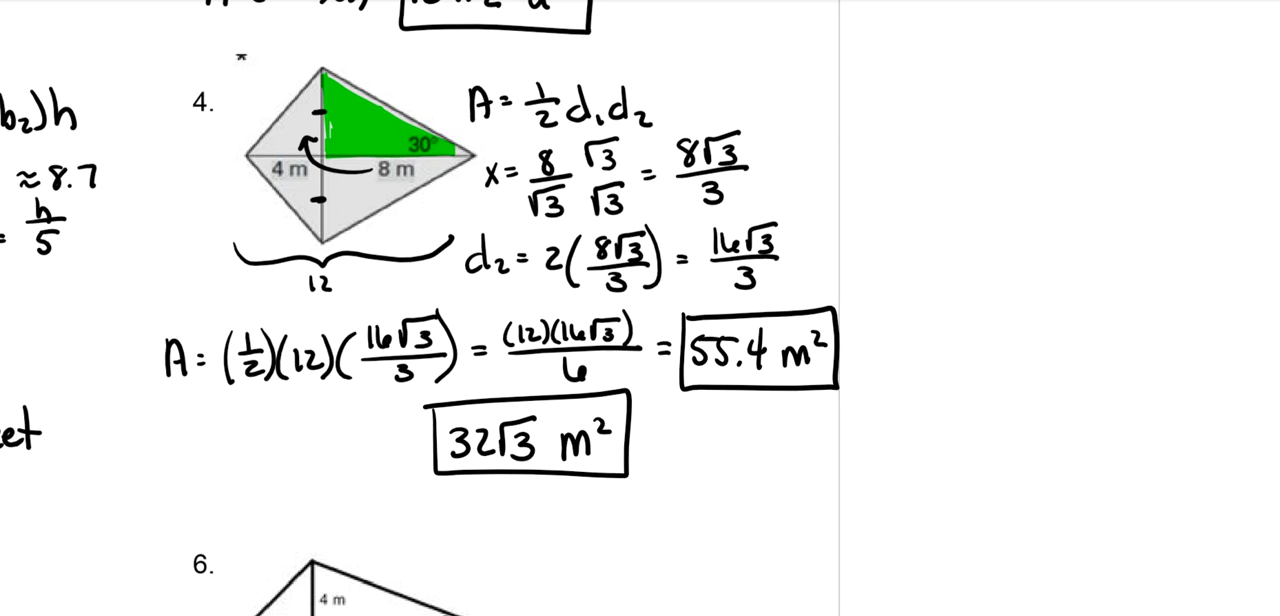 4.
30°
4 m
8 m
12
A = 1/2 d₁d₂
x = 8/√3 √3/√3 = 8√3/3
d₂ = 2(8√3/3) = 16√3/3
A = (1/2)(12)(16√3/3) = (12)(16√3)/6 = 55.4 m²
32√3 m²
b₂)h
≈ 8.7
= h/5
et
6.
4 m